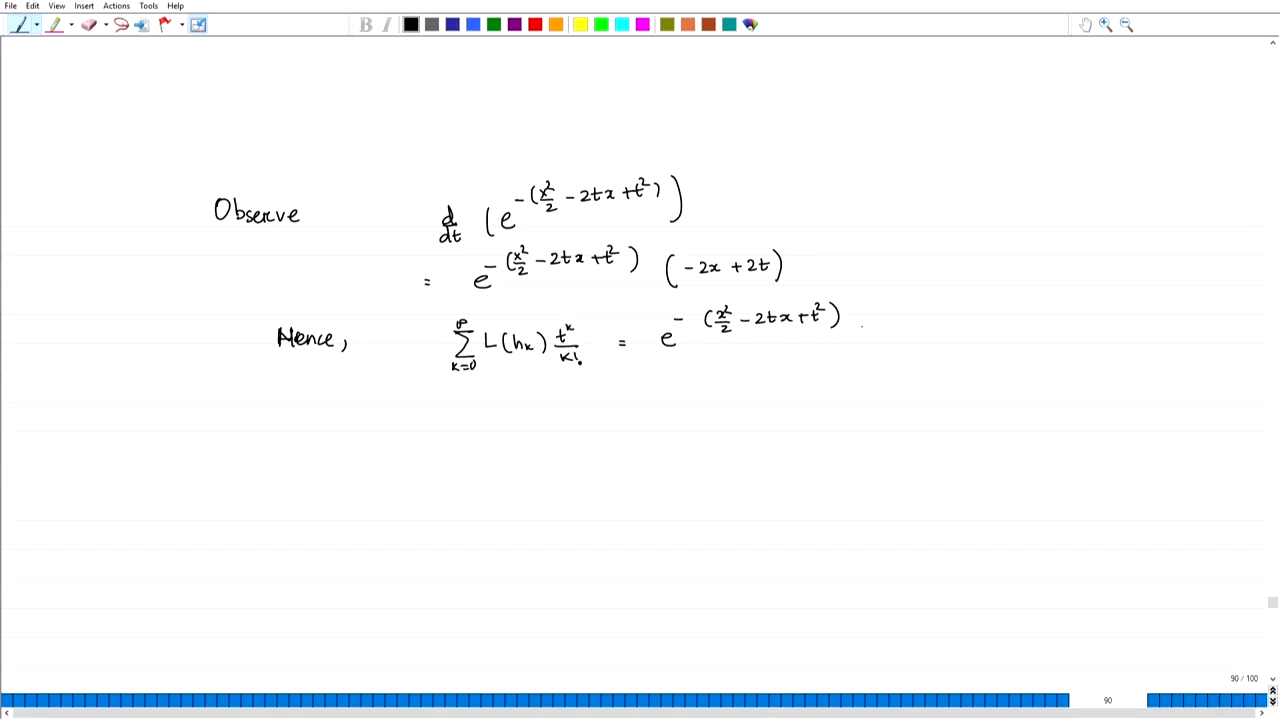 File Edit View Insert Actions Tools Help
B I
Observe d/dt (e^{-(x²/2 - 2tx + t²)})
= e^{-(x²/2 - 2tx + t²)} (-2x + 2t)
Hence, ∑_{k=0}^{∞} L(h_k) t^k/k! = e^{-(x²/2 - 2tx + t²)}
90 / 100
90